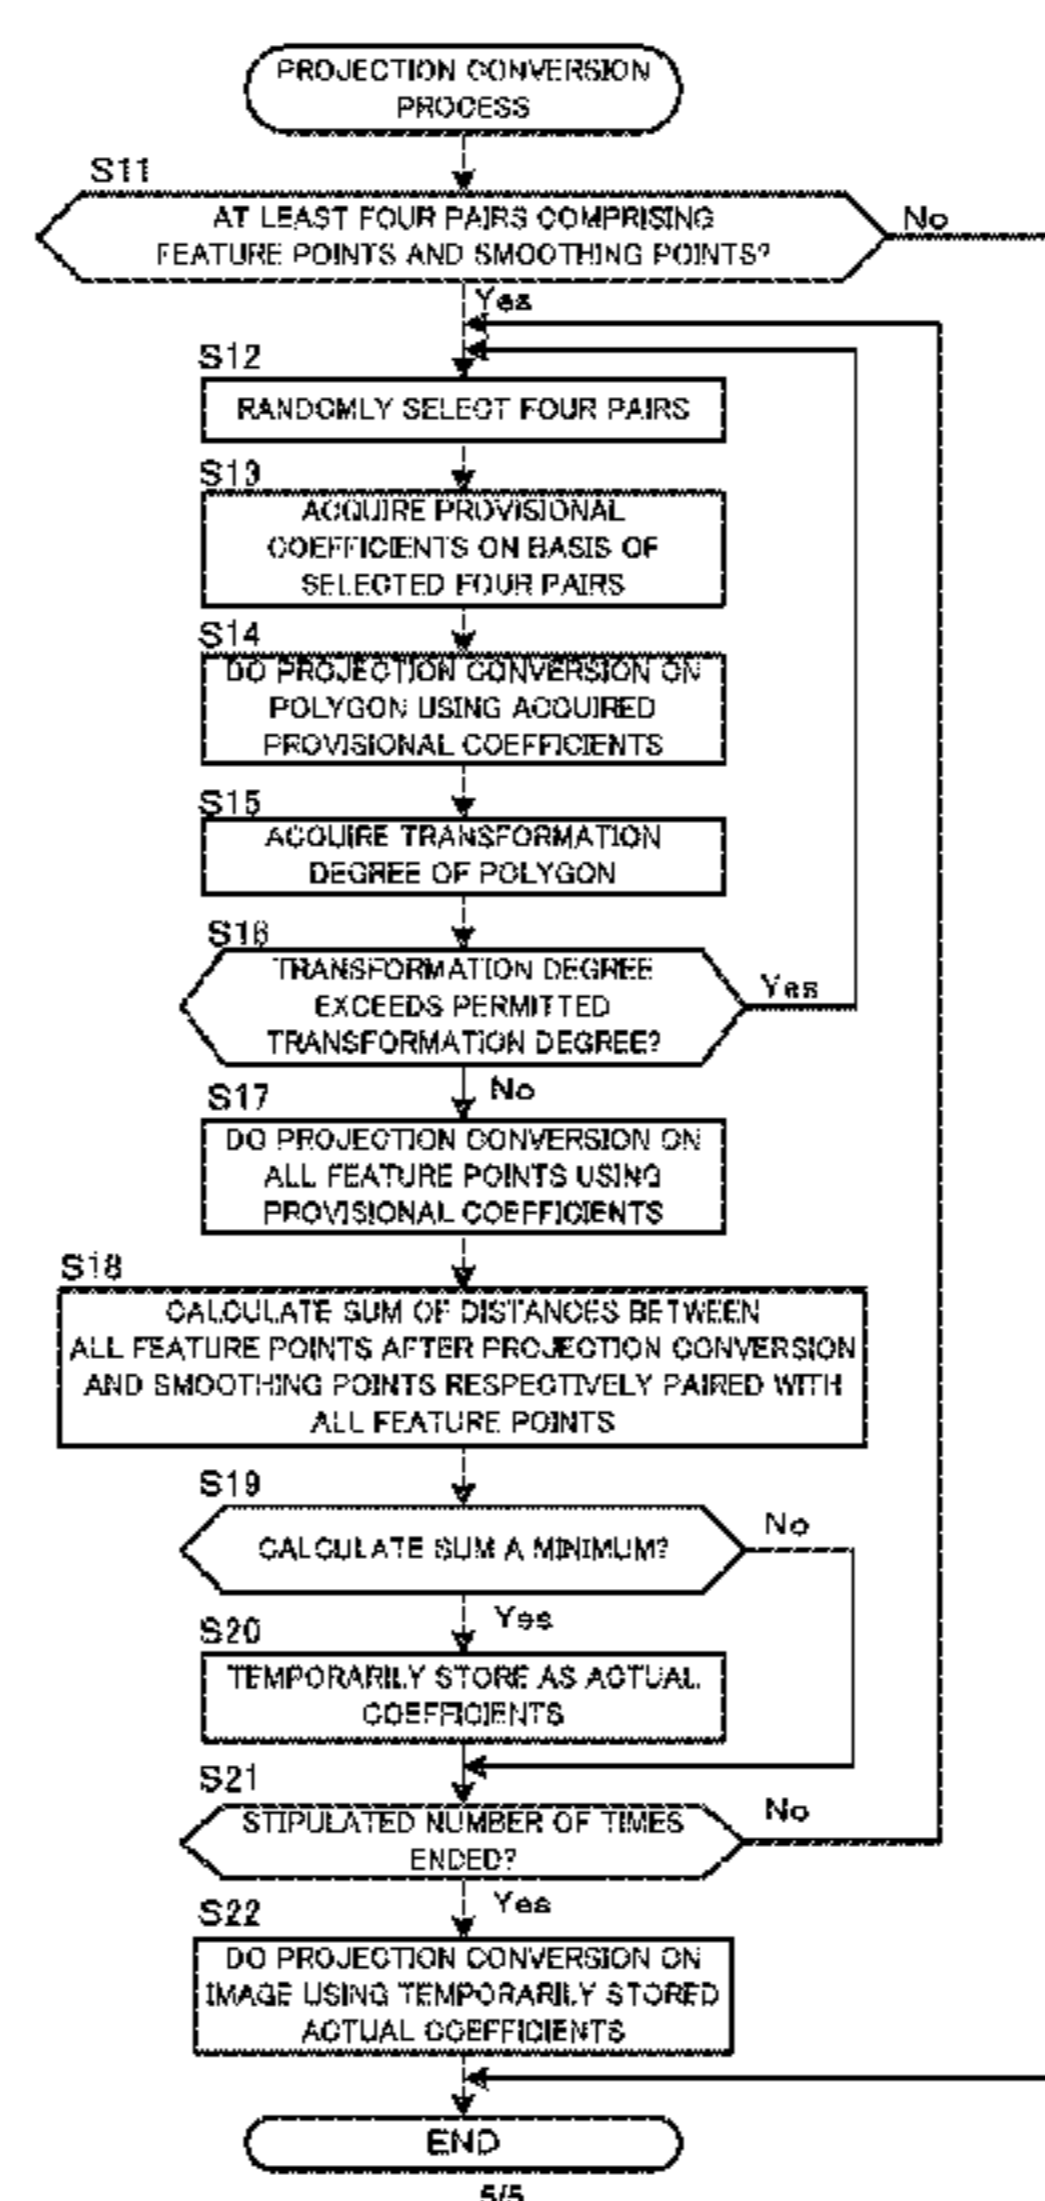 PROJECTION CONVERSION
PROCESS
S11
AT LEAST FOUR PAIRS COMPRISING
FEATURE POINTS AND SMOOTHING POINTS?
No
Yes
S12
RANDOMLY SELECT FOUR PAIRS
S13
ACQUIRE PROVISIONAL
COEFFICIENTS ON BASIS OF
SELECTED FOUR PAIRS
S14
DO PROJECTION CONVERSION ON
POLYGON USING ACQUIRED
PROVISIONAL COEFFICIENTS
S15
ACQUIRE TRANSFORMATION
DEGREE OF POLYGON
S16
TRANSFORMATION DEGREE
EXCEEDS PERMITTED
TRANSFORMATION DEGREE?
Yes
No
S17
DO PROJECTION CONVERSION ON
ALL FEATURE POINTS USING
PROVISIONAL COEFFICIENTS
S18
CALCULATE SUM OF DISTANCES BETWEEN
ALL FEATURE POINTS AFTER PROJECTION CONVERSION
AND SMOOTHING POINTS RESPECTIVELY PAIRED WITH
ALL FEATURE POINTS
S19
CALCULATE SUM A MINIMUM?
No
Yes
S20
TEMPORARILY STORE AS ACTUAL
COEFFICIENTS
S21
STIPULATED NUMBER OF TIMES
ENDED?
No
Yes
S22
DO PROJECTION CONVERSION ON
IMAGE USING TEMPORARILY STORED
ACTUAL COEFFICIENTS
END
5/5